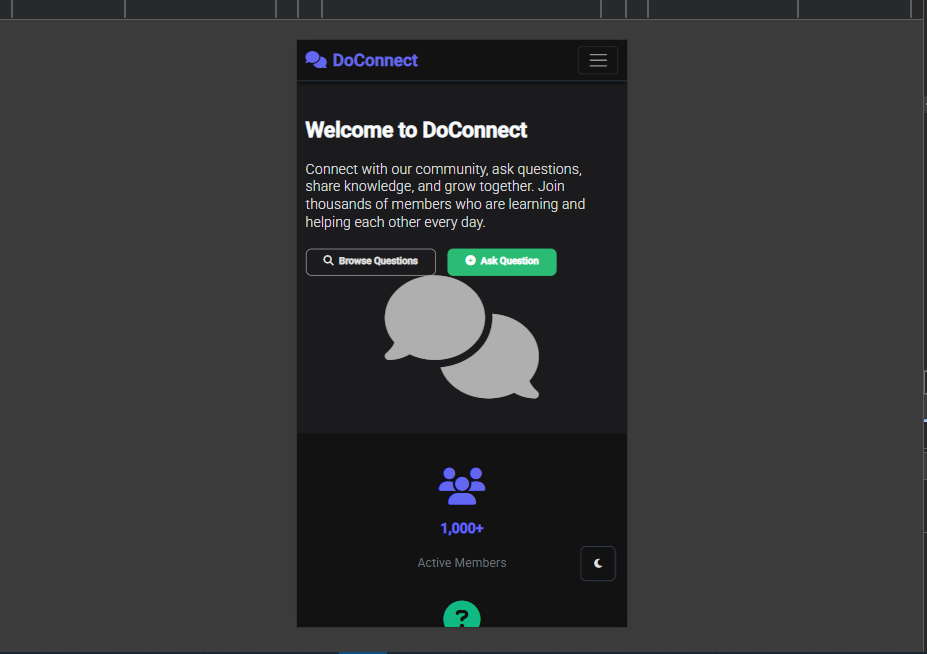 DoConnect
Welcome to DoConnect
Connect with our community, ask questions,
share knowledge, and grow together. Join
thousands of members who are learning and
helping each other every day.
Browse Questions
Ask Question
1,000+
Active Members
?